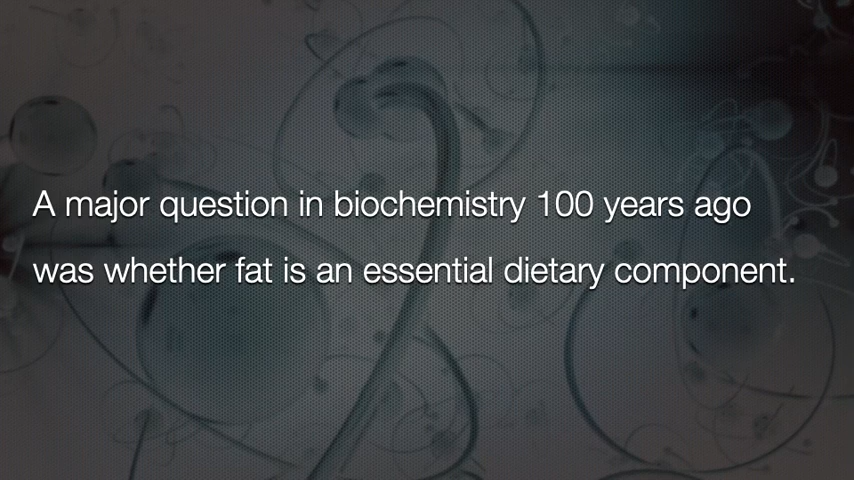 A major question in biochemistry 100 years ago
was whether fat is an essential dietary component.